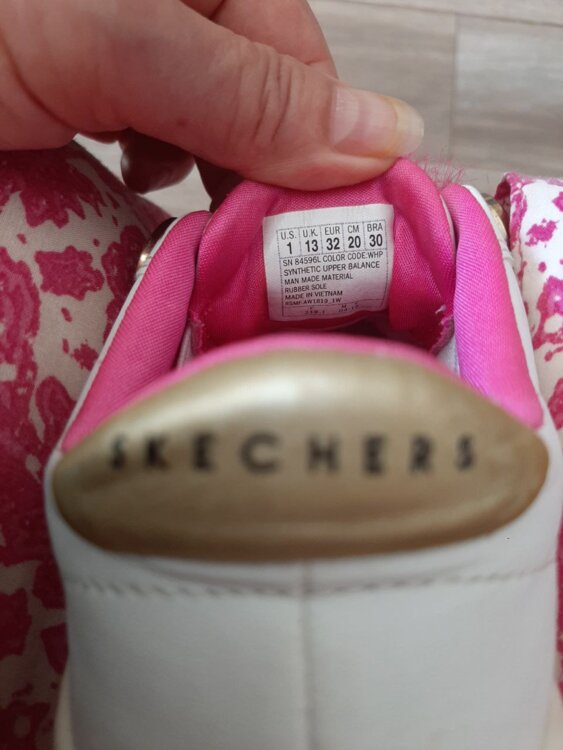 U.S. U.K. EUR CM BRA
1 13 32 20 30
SN 84596L COLOR CODE.WHP
SYNTHETIC UPPER BALANCE
MAN MADE MATERIAL
RUBBER SOLE
MADE IN VIETNAM
SKECHERS